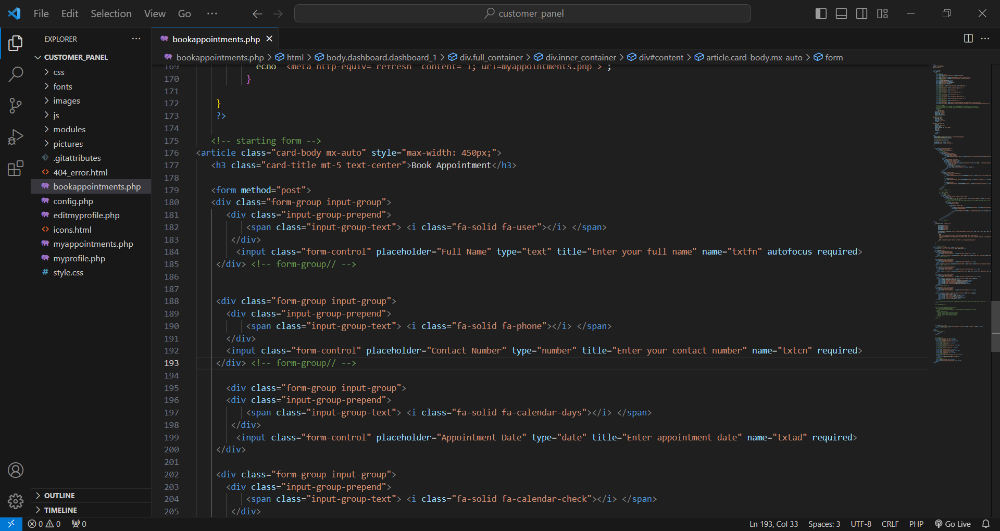 File Edit Selection View Go ··· customer_panel
EXPLORER ···
CUSTOMER_PANEL
css
fonts
images
js
modules
pictures
.gitattributes
404_error.html
bookappointments.php
config.php
editmyprofile.php
icons.html
myappointments.php
myprofile.php
style.css
OUTLINE
TIMELINE
bookappointments.php
bookappointments.php > html > body.dashboard.dashboard_1 > div.full_container > div.inner_container > div#content > article.card-body.mx-auto > form
169 echo "<meta http-equiv='refresh' content='1; url=myappointments.php'>";
170 }
171
172 }
173 ?>
174
175 <!-- starting form -->
176 <article class="card-body mx-auto" style="max-width: 450px;">
177 <h3 class="card-title mt-5 text-center">Book Appointment</h3>
178
179 <form method="post">
180 <div class="form-group input-group">
181 <div class="input-group-prepend">
182 <span class="input-group-text"> <i class="fa-solid fa-user"></i> </span>
183 </div>
184 <input class="form-control" placeholder="Full Name" type="text" title="Enter your full name" name="txtfn" autofocus required>
185 </div> <!-- form-group// -->
186
187
188 <div class="form-group input-group">
189 <div class="input-group-prepend">
190 <span class="input-group-text"> <i class="fa-solid fa-phone"></i> </span>
191 </div>
192 <input class="form-control" placeholder="Contact Number" type="number" title="Enter your contact number" name="txtcn" required>
193 </div> <!-- form-group// -->
194
195 <div class="form-group input-group">
196 <div class="input-group-prepend">
197 <span class="input-group-text"> <i class="fa-solid fa-calendar-days"></i> </span>
198 </div>
199 <input class="form-control" placeholder="Appointment Date" type="date" title="Enter appointment date" name="txtad" required>
200 </div>
201
202 <div class="form-group input-group">
203 <div class="input-group-prepend">
204 <span class="input-group-text"> <i class="fa-solid fa-calendar-check"></i> </span>
205 </div>
0 0 0 Ln 193, Col 33 Spaces: 3 UTF-8 CRLF PHP Go Live